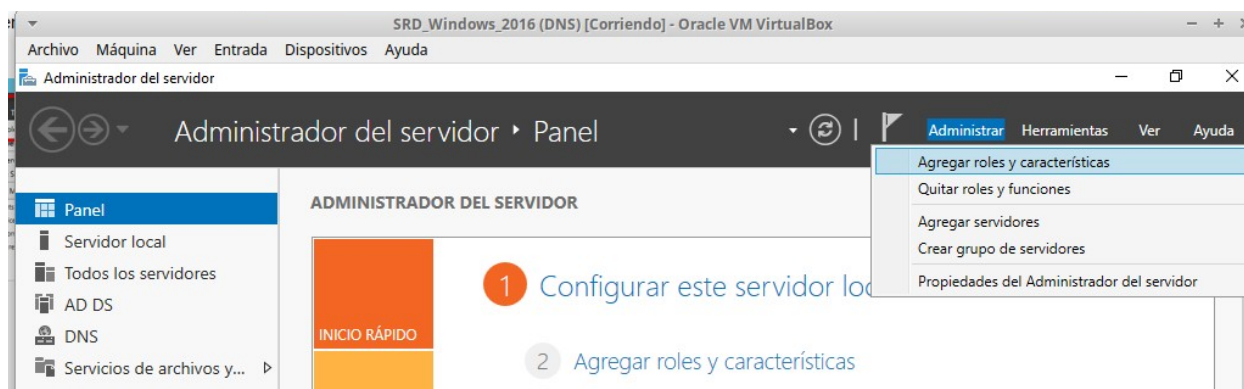 SRD_Windows_2016 (DNS) [Corriendo] - Oracle VM VirtualBox
Archivo Máquina Ver Entrada Dispositivos Ayuda
Administrador del servidor
Administrador del servidor ‣ Panel
Administrar Herramientas Ver Ayuda
Agregar roles y características
Quitar roles y funciones
Agregar servidores
Crear grupo de servidores
Propiedades del Administrador del servidor
Panel
Servidor local
Todos los servidores
AD DS
DNS
Servicios de archivos y...
ADMINISTRADOR DEL SERVIDOR
INICIO RÁPIDO
1 Configurar este servidor loc
2 Agregar roles y características